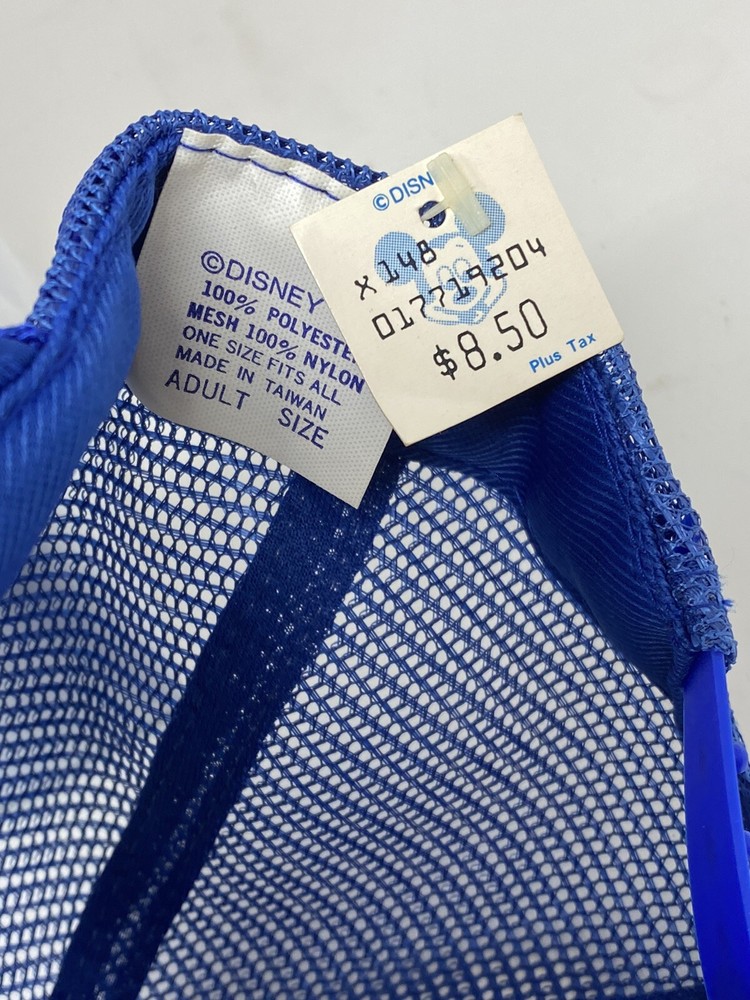 ©DISNEY
100% POLYESTE
MESH 100% NYLON
ONE SIZE FITS ALL
MADE IN TAIWAN
ADULT SIZE
©DISN
X148
017719204
$8.50
Plus Tax